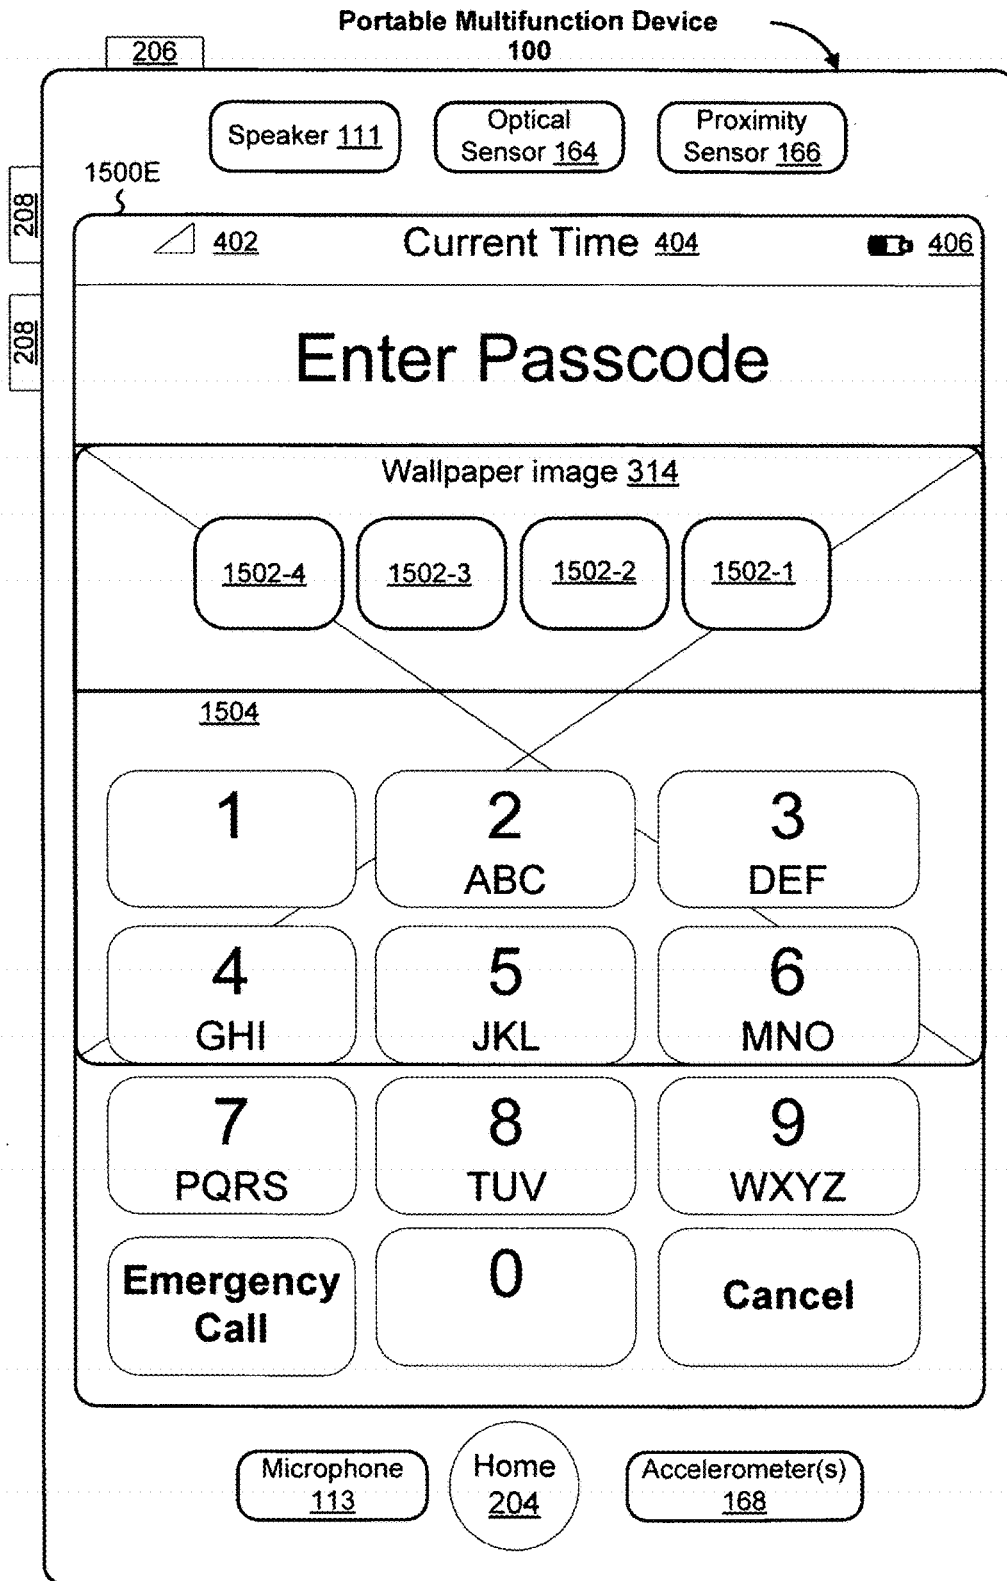 Portable Multifunction Device
100
206
Speaker 111
Optical
Sensor 164
Proximity
Sensor 166
1500E
208
402
Current Time 404
406
208
Enter Passcode
Wallpaper image 314
1502-4
1502-3
1502-2
1502-1
1504
1
2
ABC
3
DEF
4
GHI
5
JKL
6
MNO
7
PQRS
8
TUV
9
WXYZ
Emergency
Call
0
Cancel
Microphone
113
Home
204
Accelerometer(s)
168